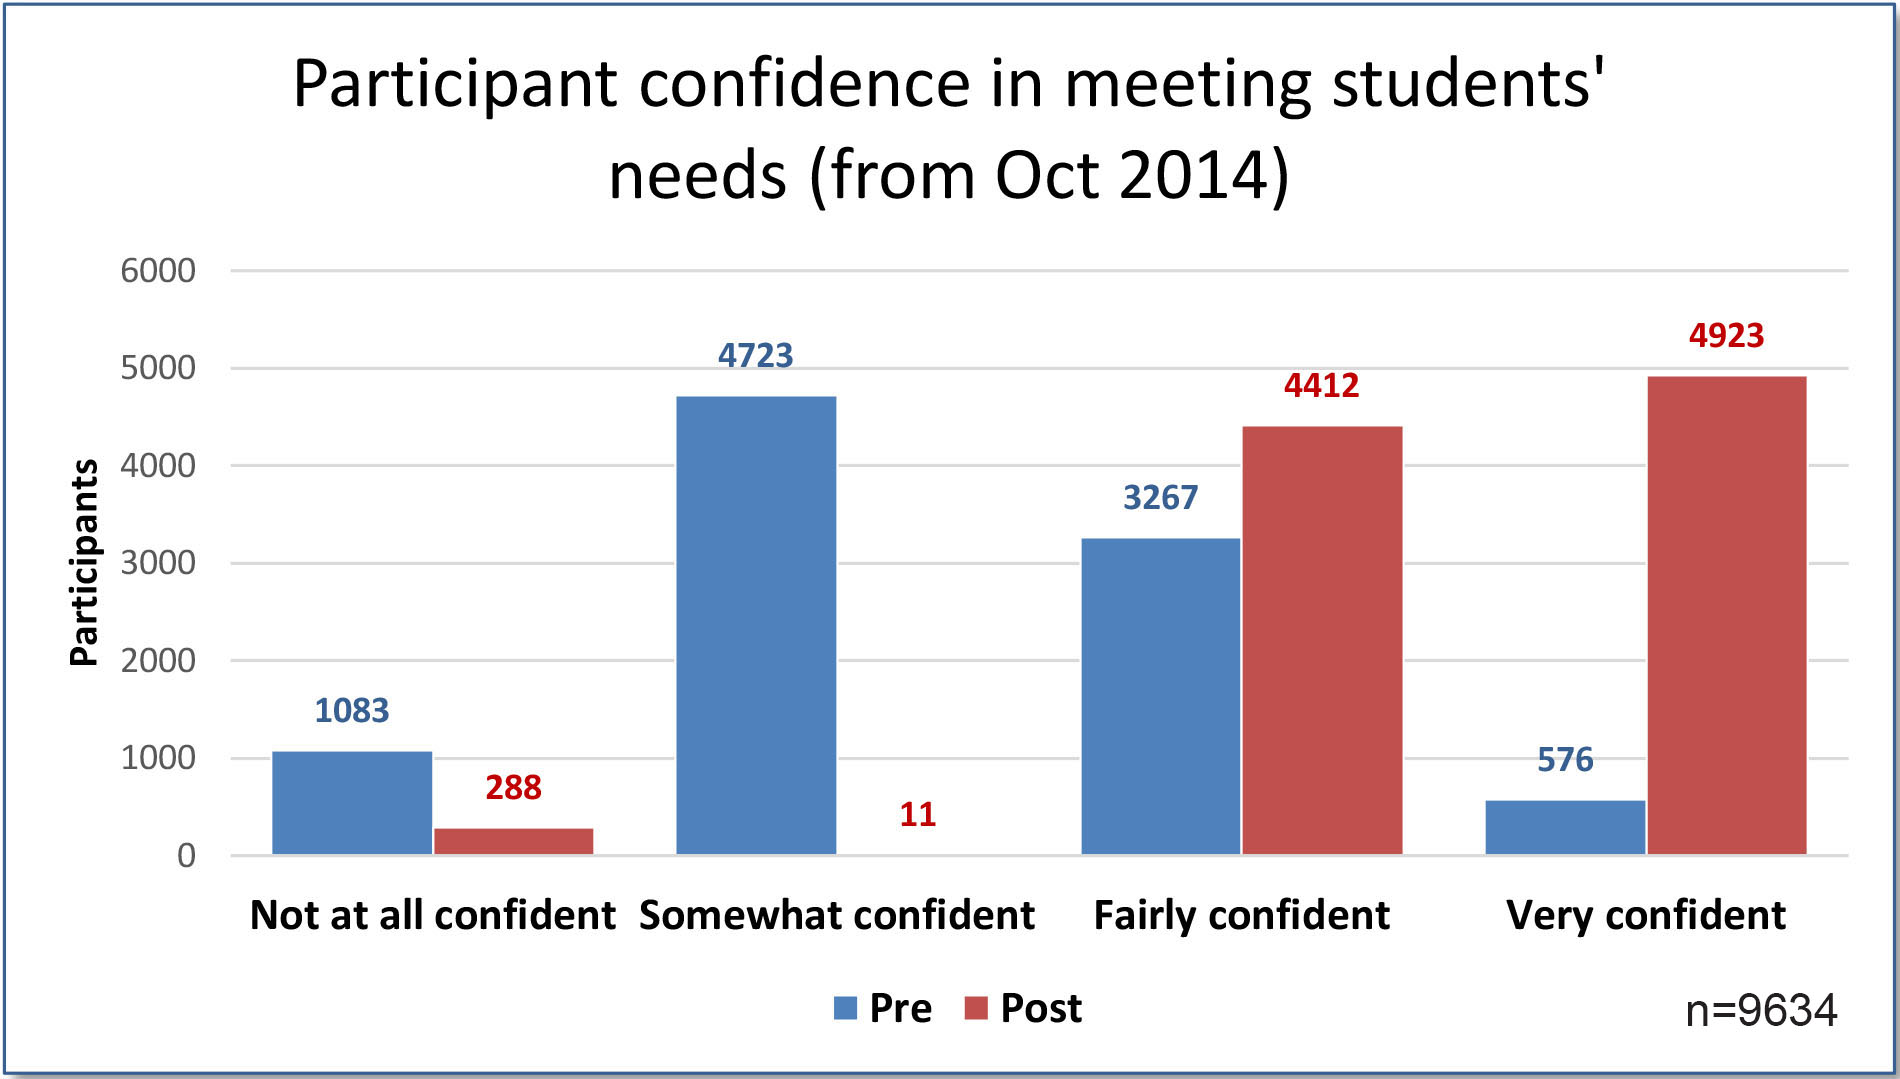 Participant confidence in meeting students'
needs (from Oct 2014)
6000
5000
4000
3000
2000
1000
0
Participants
1083
288
4723
11
3267
4412
576
4923
Not at all confident
Somewhat confident
Fairly confident
Very confident
Pre
Post
n=9634